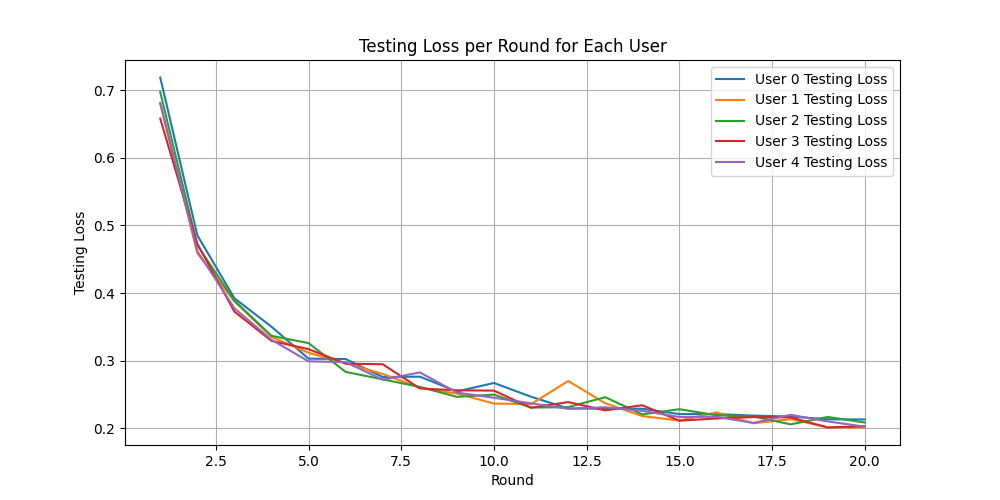 Testing Loss per Round for Each User
User 0 Testing Loss
User 1 Testing Loss
User 2 Testing Loss
User 3 Testing Loss
User 4 Testing Loss
Testing Loss
0.7
0.6
0.5
0.4
0.3
0.2
2.5 5.0 7.5 10.0 12.5 15.0 17.5 20.0
Round